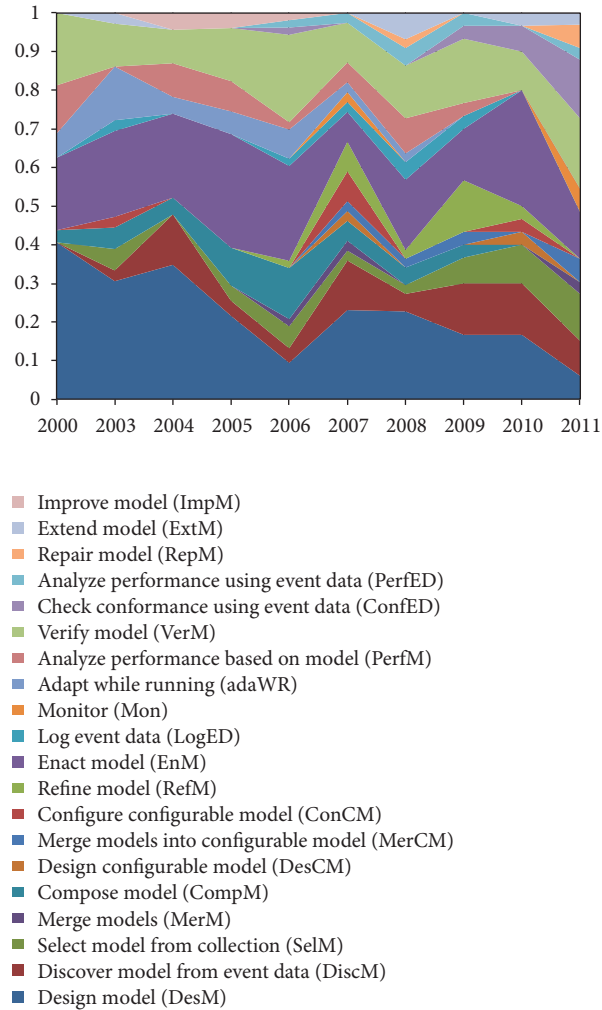 1
0.9
0.8
0.7
0.6
0.5
0.4
0.3
0.2
0.1
0
2000 2003 2004 2005 2006 2007 2008 2009 2010 2011
Improve model (ImpM)
Extend model (ExtM)
Repair model (RepM)
Analyze performance using event data (PerfED)
Check conformance using event data (ConfED)
Verify model (VerM)
Analyze performance based on model (PerfM)
Adapt while running (adaWR)
Monitor (Mon)
Log event data (LogED)
Enact model (EnM)
Refine model (RefM)
Configure configurable model (ConCM)
Merge models into configurable model (MerCM)
Design configurable model (DesCM)
Compose model (CompM)
Merge models (MerM)
Select model from collection (SelM)
Discover model from event data (DiscM)
Design model (DesM)